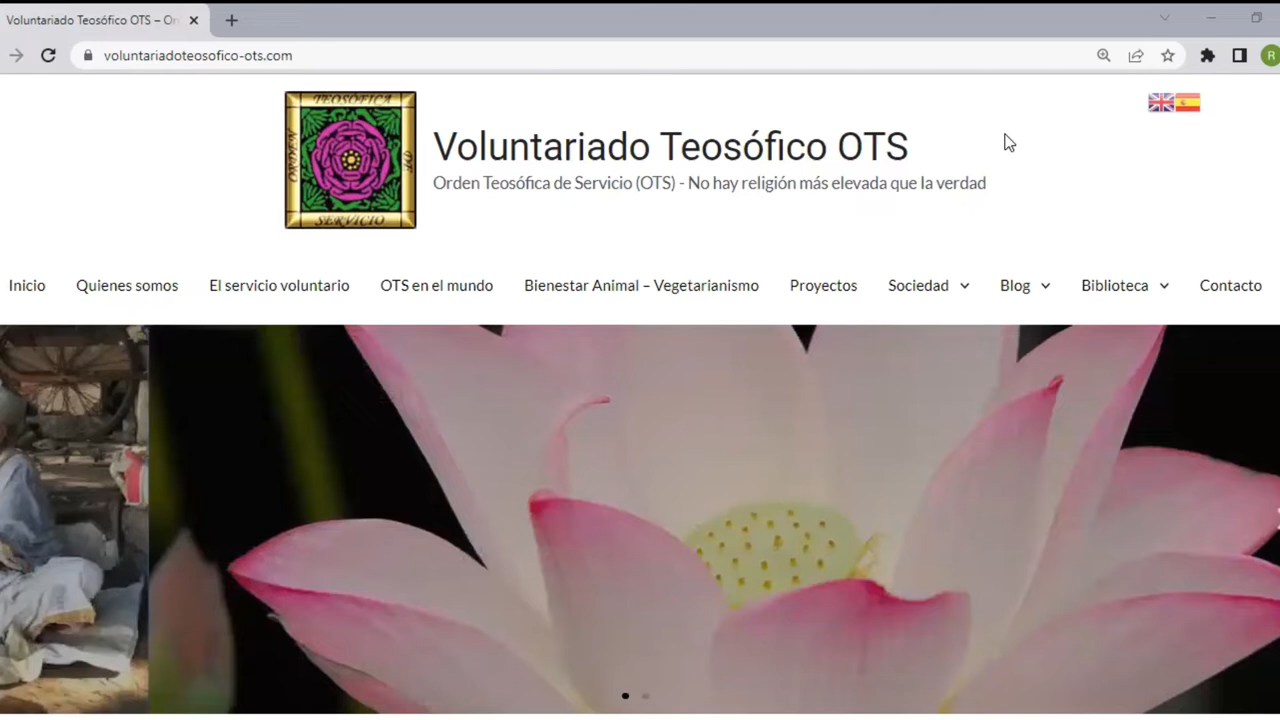 Voluntariado Teosófico OTS – On
voluntariadoteosofico-ots.com
R
TEOSÓFICA
ORDEN
DE
SERVICIO
Voluntariado Teosófico OTS
Orden Teosófica de Servicio (OTS) - No hay religión más elevada que la verdad
Inicio Quienes somos El servicio voluntario OTS en el mundo Bienestar Animal – Vegetarianismo Proyectos Sociedad Blog Biblioteca Contacto